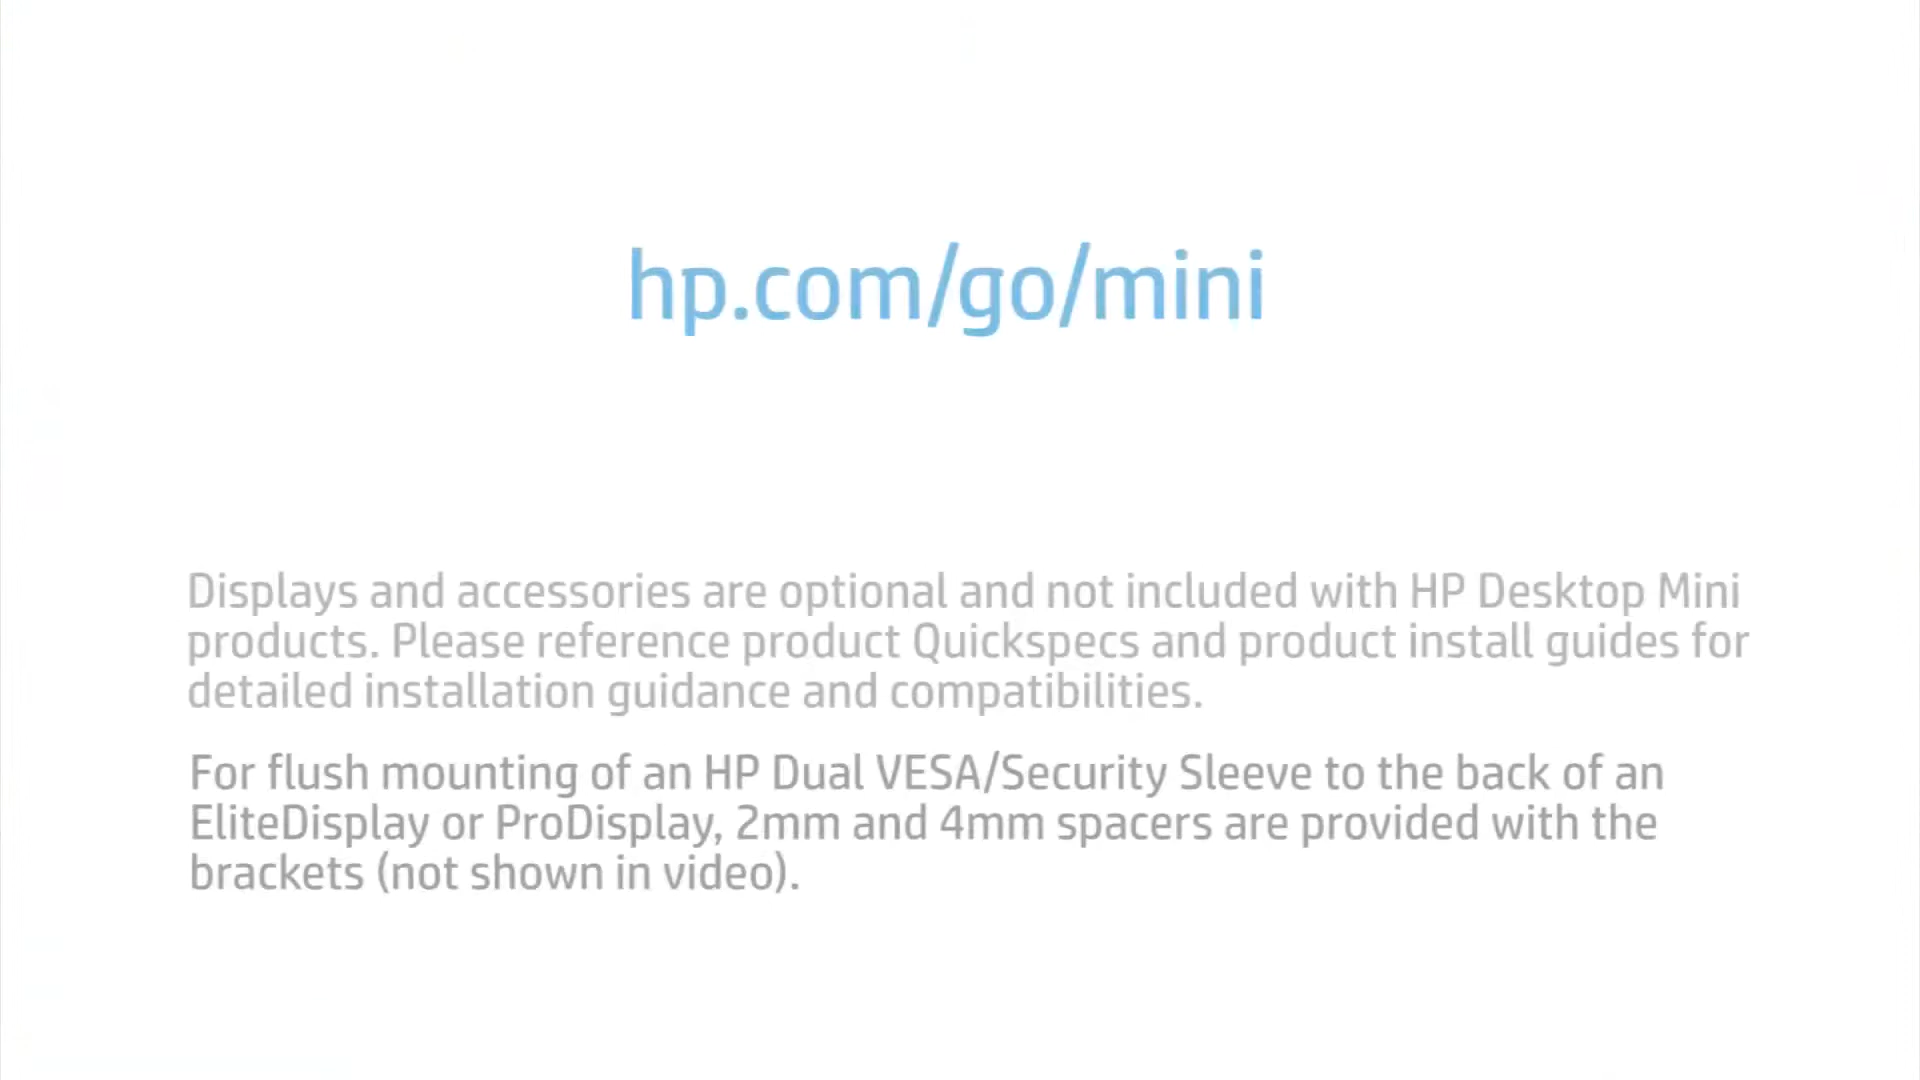 hp.com/go/mini
Displays and accessories are optional and not included with HP Desktop Mini
products. Please reference product Quickspecs and product install guides for
detailed installation guidance and compatibilities.
For flush mounting of an HP Dual VESA/Security Sleeve to the back of an
EliteDisplay or ProDisplay, 2mm and 4mm spacers are provided with the
brackets (not shown in video).